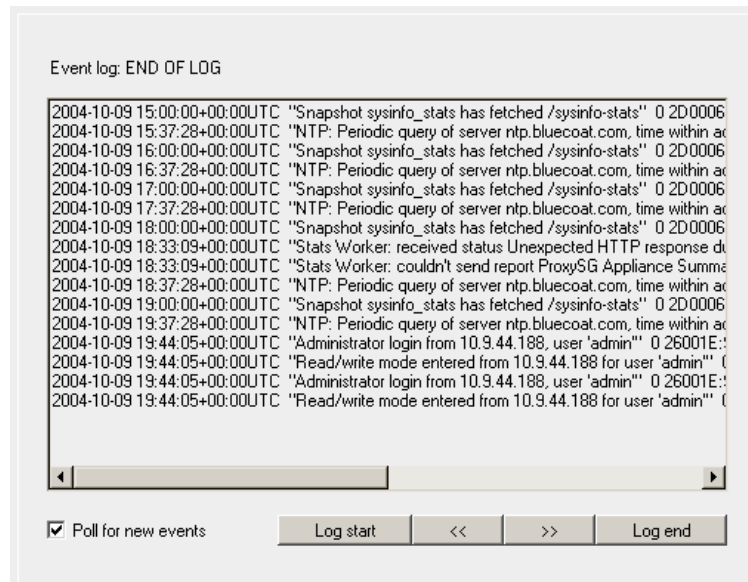 Event log: END OF LOG
2004-10-09 15:00:00+00:00UTC "Snapshot sysinfo_stats has fetched /sysinfo-stats" 0 2D0006
2004-10-09 15:37:28+00:00UTC "NTP: Periodic query of server ntp.bluecoat.com, time within
2004-10-09 16:00:00+00:00UTC "Snapshot sysinfo_stats has fetched /sysinfo-stats" 0 2D0006
2004-10-09 16:37:28+00:00UTC "NTP: Periodic query of server ntp.bluecoat.com, time within
2004-10-09 17:00:00+00:00UTC "Snapshot sysinfo_stats has fetched /sysinfo-stats" 0 2D0006
2004-10-09 17:37:28+00:00UTC "NTP: Periodic query of server ntp.bluecoat.com, time within
2004-10-09 18:00:00+00:00UTC "Snapshot sysinfo_stats has fetched /sysinfo-stats" 0 2D0006
2004-10-09 18:33:09+00:00UTC "Stats Worker: received status Unexpected HTTP response
2004-10-09 18:33:09+00:00UTC "Stats Worker: couldn't send report ProxySG Appliance Summa
2004-10-09 18:37:28+00:00UTC "NTP: Periodic query of server ntp.bluecoat.com, time within
2004-10-09 19:00:00+00:00UTC "Snapshot sysinfo_stats has fetched /sysinfo-stats" 0 2D0006
2004-10-09 19:37:28+00:00UTC "NTP: Periodic query of server ntp.bluecoat.com, time within
2004-10-09 19:44:05+00:00UTC "Administrator login from 10.9.44.188, user 'admin'" 0 26001E:
2004-10-09 19:44:05+00:00UTC "Read/write mode entered from 10.9.44.188 for user 'admin'"
2004-10-09 19:44:05+00:00UTC "Administrator login from 10.9.44.188, user 'admin'" 0 26001E:
2004-10-09 19:44:05+00:00UTC "Read/write mode entered from 10.9.44.188 for user 'admin'"
Poll for new events Log start << >> Log end